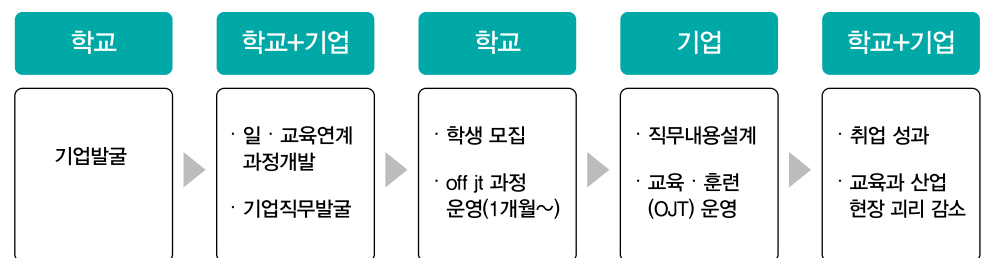 학교
기업발굴
학교+기업
· 일 · 교육연계
과정개발
· 기업직무발굴
학교
· 학생 모집
· off jt 과정
운영(1개월~)
기업
· 직무내용설계
· 교육 · 훈련
(OJT) 운영
학교+기업
· 취업 성과
· 교육과 산업
현장 괴리 감소